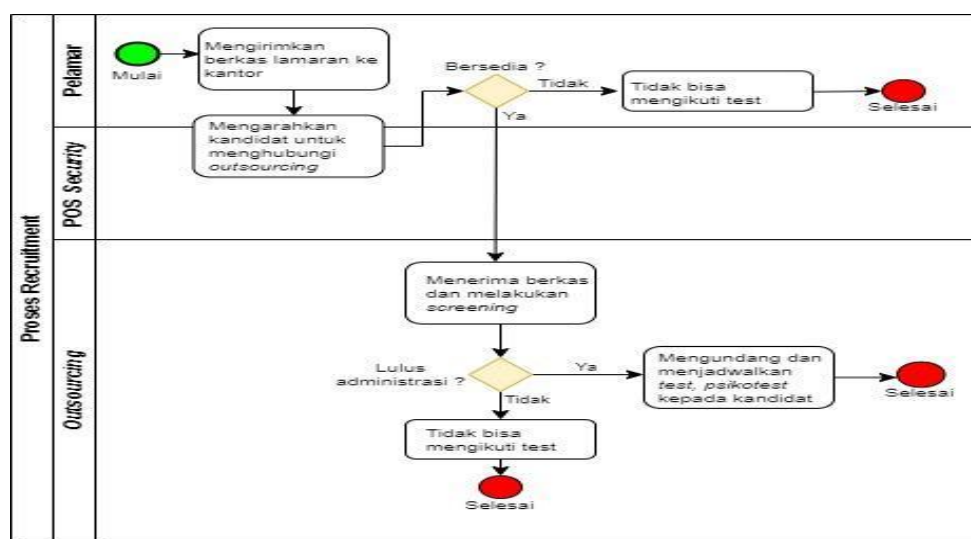 Proses Recruitment
Pelamar
Mulai
Mengirimkan
berkas lamaran ke
kantor
Bersedia ?
Tidak
Ya
Tidak bisa
mengikuti test
Selesai
POS Security
Mengarahkan
kandidat untuk
menghubungi
outsourcing
Outsourcing
Menerima berkas
dan melakukan
screening
Lulus
administrasi ?
Ya
Mengundang dan
menjadwalkan
test, psikotest
kepada kandidat
Selesai
Tidak
Tidak bisa
mengikuti test
Selesai